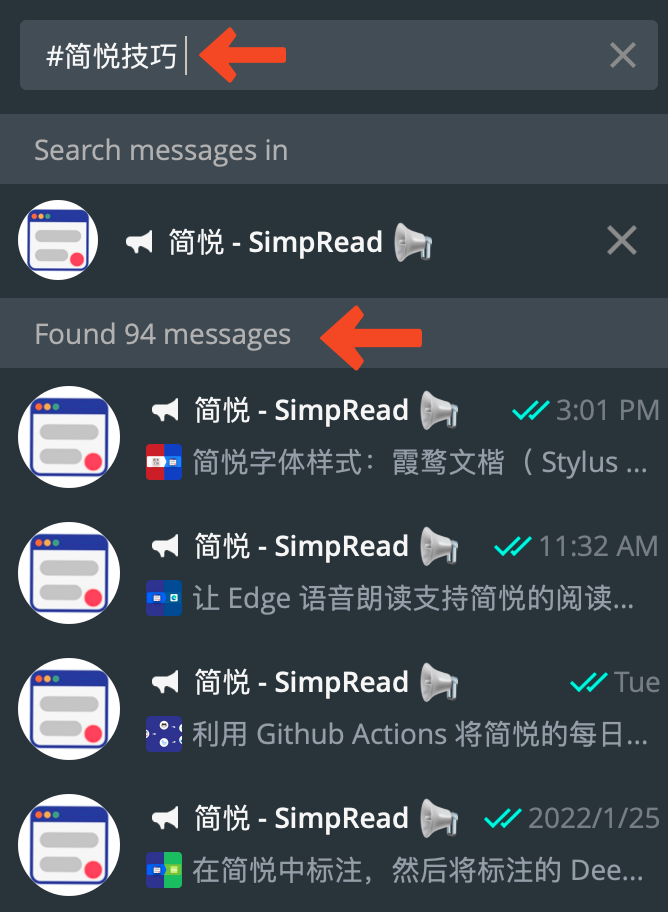 #简悦技巧
Search messages in
简悦 - SimpRead
Found 94 messages
简悦 - SimpRead 3:01 PM
简悦字体样式：霞鹜文楷（ Stylus ...
简悦 - SimpRead 11:32 AM
让 Edge 语音朗读支持简悦的阅读...
简悦 - SimpRead Tue
利用 Github Actions 将简悦的每日...
简悦 - SimpRead 2022/1/25
在简悦中标注，然后将标注的 Dee...